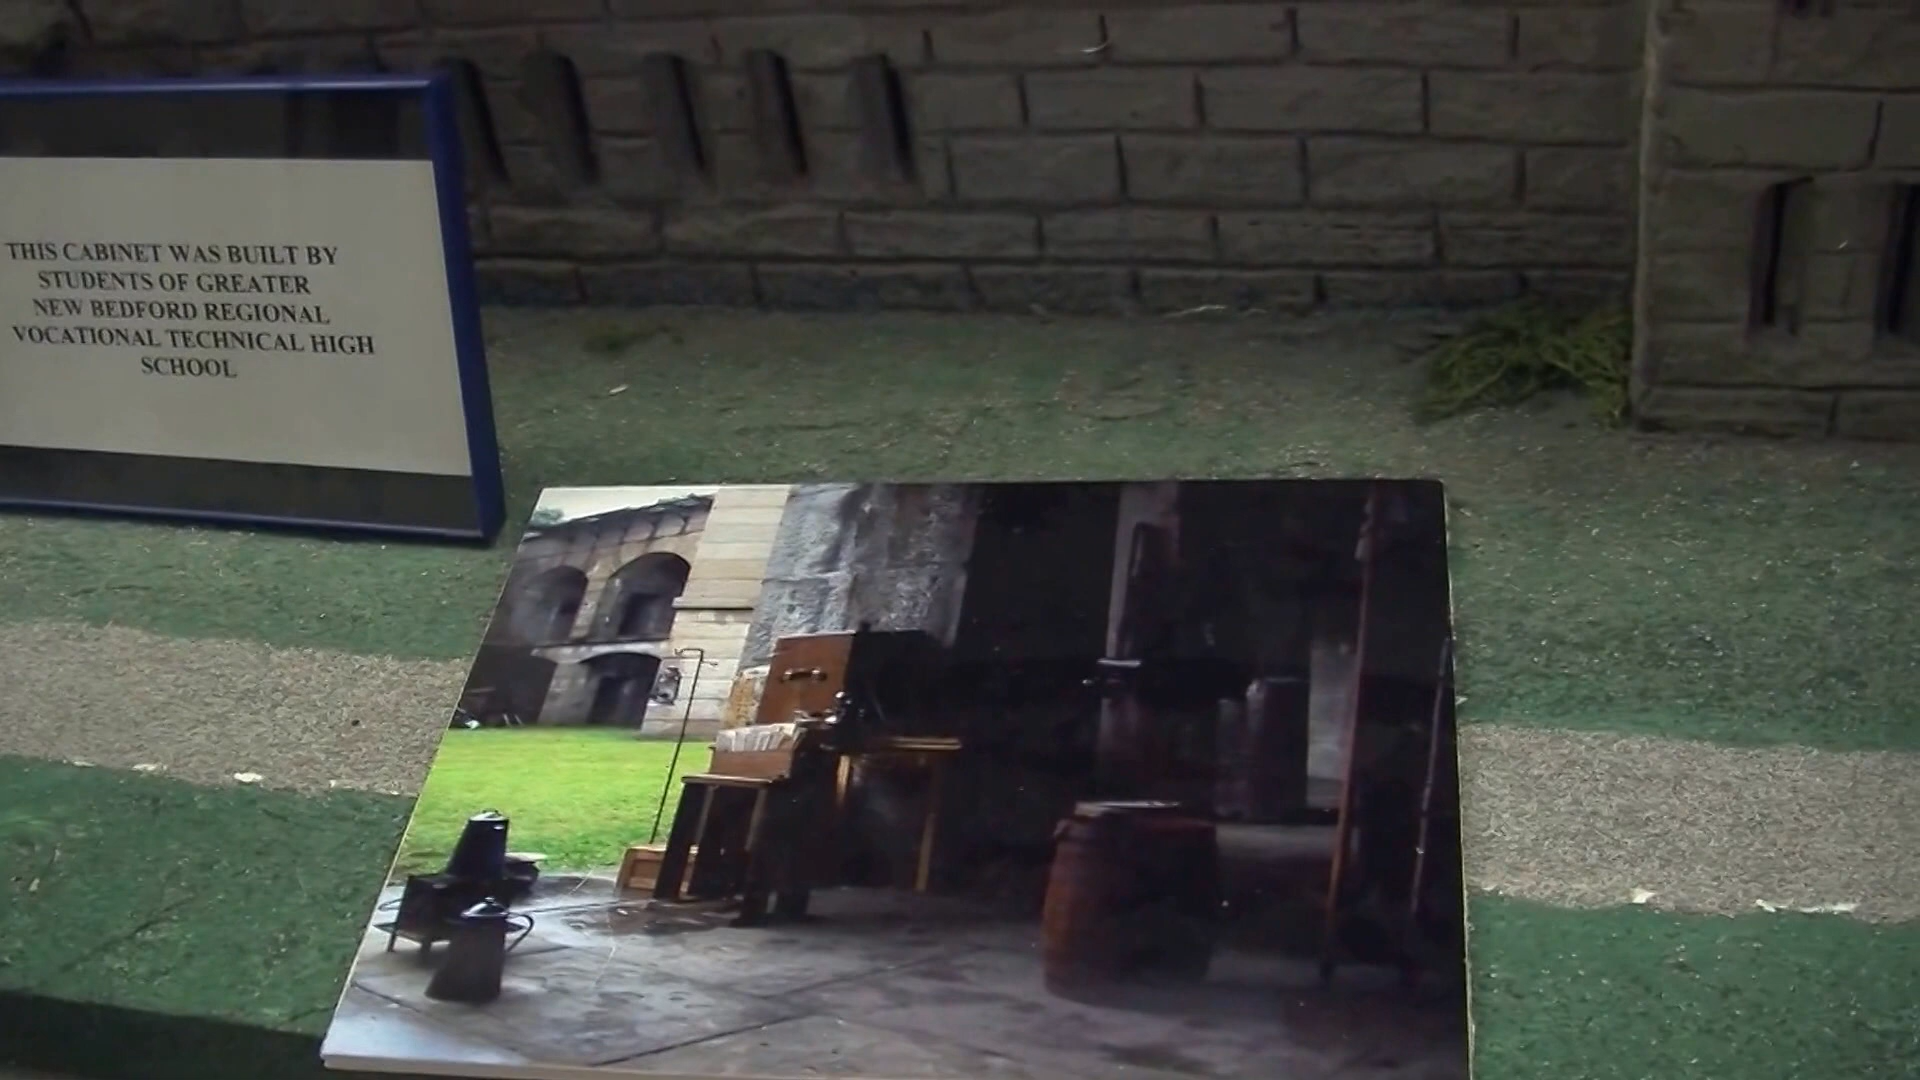 THIS CABINET WAS BUILT BY
STUDENTS OF GREATER
NEW BEDFORD REGIONAL
VOCATIONAL TECHNICAL HIGH
SCHOOL